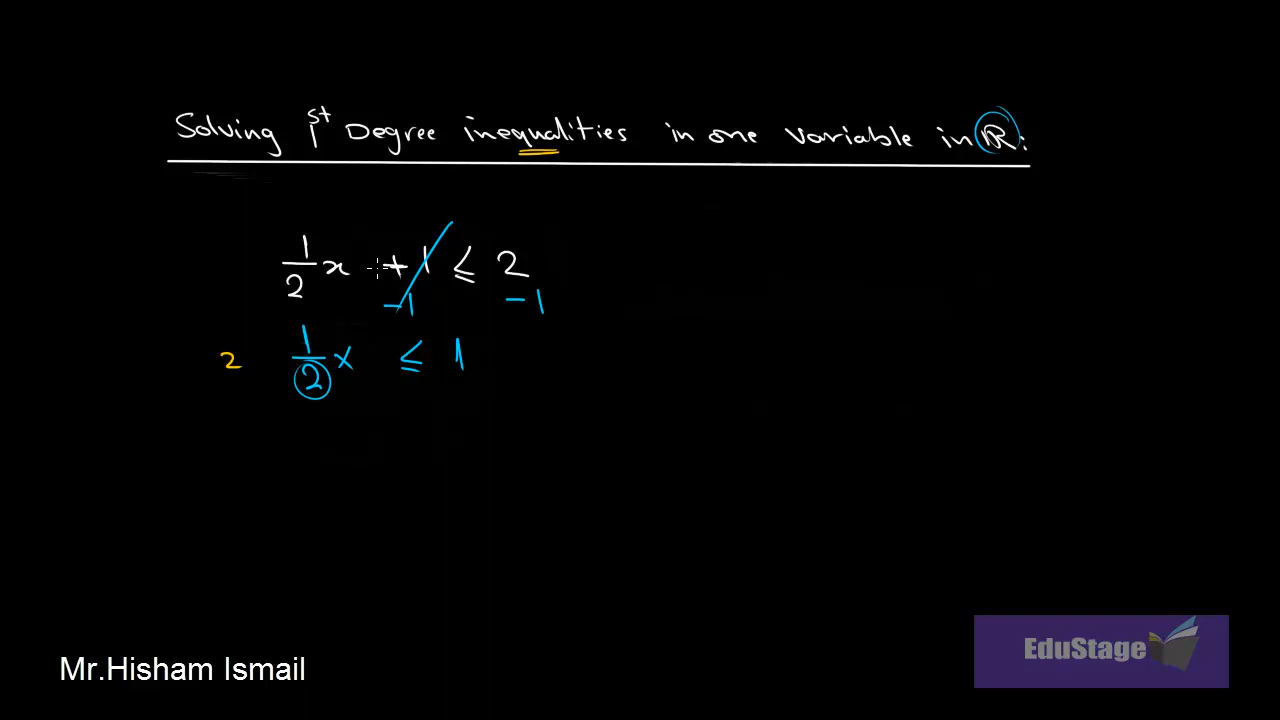 Solving 1st Degree inequalities in one variable in ℝ:
1/2 x + 1 ≤ 2
-1 -1
2 1/2 x ≤ 1
EduStage
Mr.Hisham Ismail